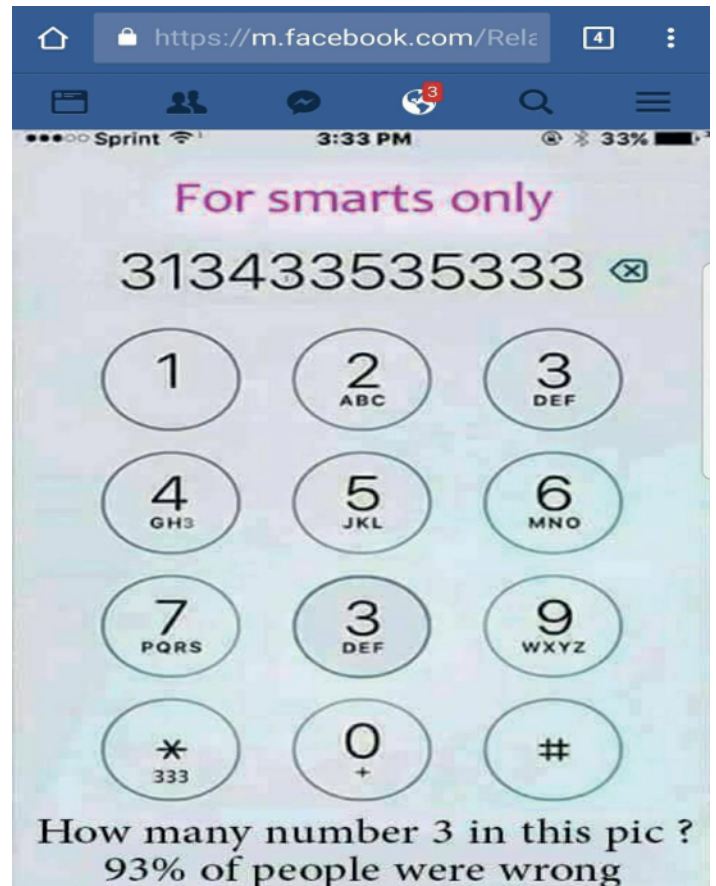 https://m.facebook.com/Rela 4
3
Sprint 3:33 PM 33%
For smarts only
313433535333
1 2 3
ABC DEF
4 5 6
GH3 JKL MNO
7 3 9
PQRS DEF WXYZ
* 0 #
333 +
How many number 3 in this pic ?
93% of people were wrong